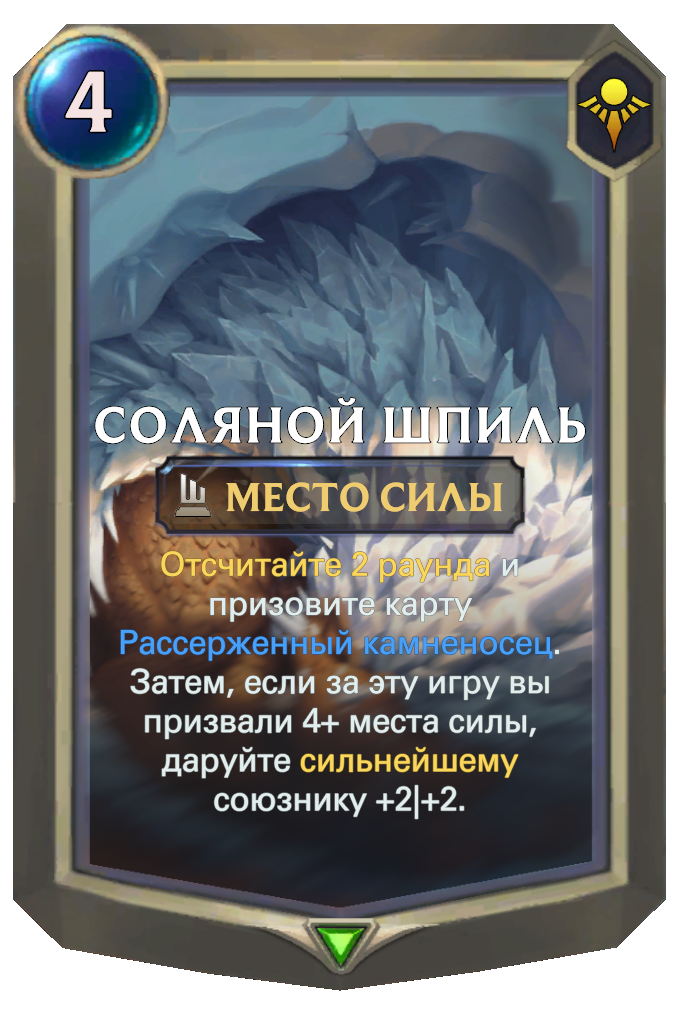 4
СОЛЯНОЙ ШПИЛЬ
МЕСТО СИЛЫ
Отсчитайте 2 раунда и
призовите карту
Рассерженный камненосец.
Затем, если за эту игру вы
призвали 4+ места силы,
даруйте сильнейшему
союзнику +2|+2.